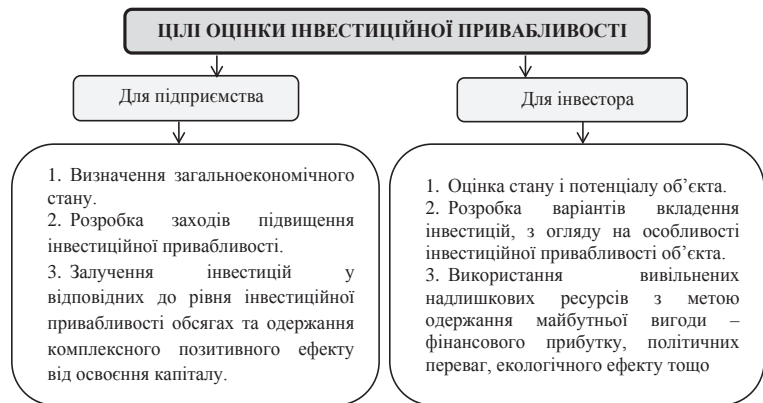 ЦІЛІ ОЦІНКИ ІНВЕСТИЦІЙНОЇ ПРИВАБЛИВОСТІ
Для підприємства
Для інвестора
1. Визначення загальноекономічного
стану.
2. Розробка заходів підвищення
інвестиційної привабливості.
3. Залучення інвестицій у
відповідних до рівня інвестиційної
привабливості обсягах та одержання
комплексного позитивного ефекту
від освоєння капіталу.
1. Оцінка стану і потенціалу об’єкта.
2. Розробка варіантів вкладення
інвестицій, з огляду на особливості
інвестиційної привабливості об’єкта.
3. Використання вивільнених
надлишкових ресурсів з метою
одержання майбутньої вигоди –
фінансового прибутку, політичних
переваг, екологічного ефекту тощо